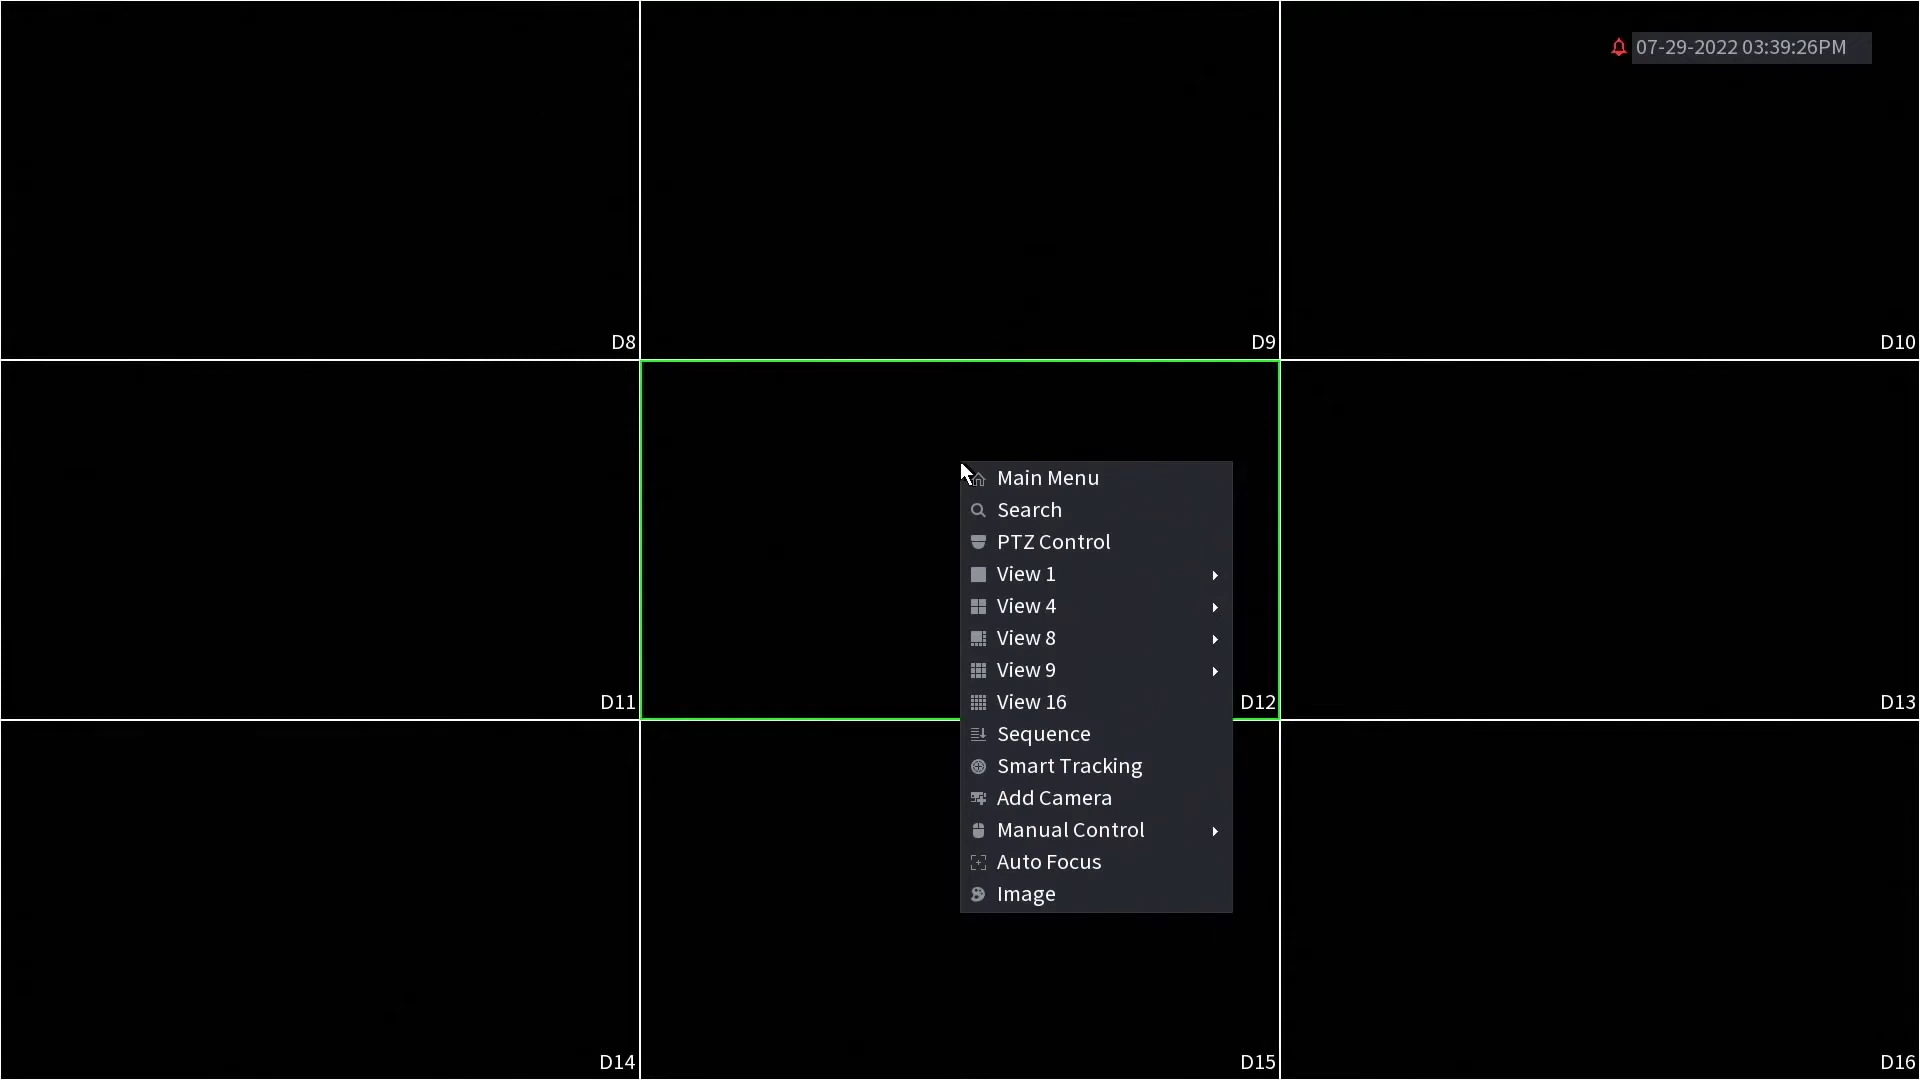 07-29-2022 03:39:26PM
D8
D9
D10
Main Menu
Search
PTZ Control
View 1
View 4
View 8
View 9
View 16
Sequence
Smart Tracking
Add Camera
Manual Control
Auto Focus
Image
D11
D12
D13
D14
D15
D16